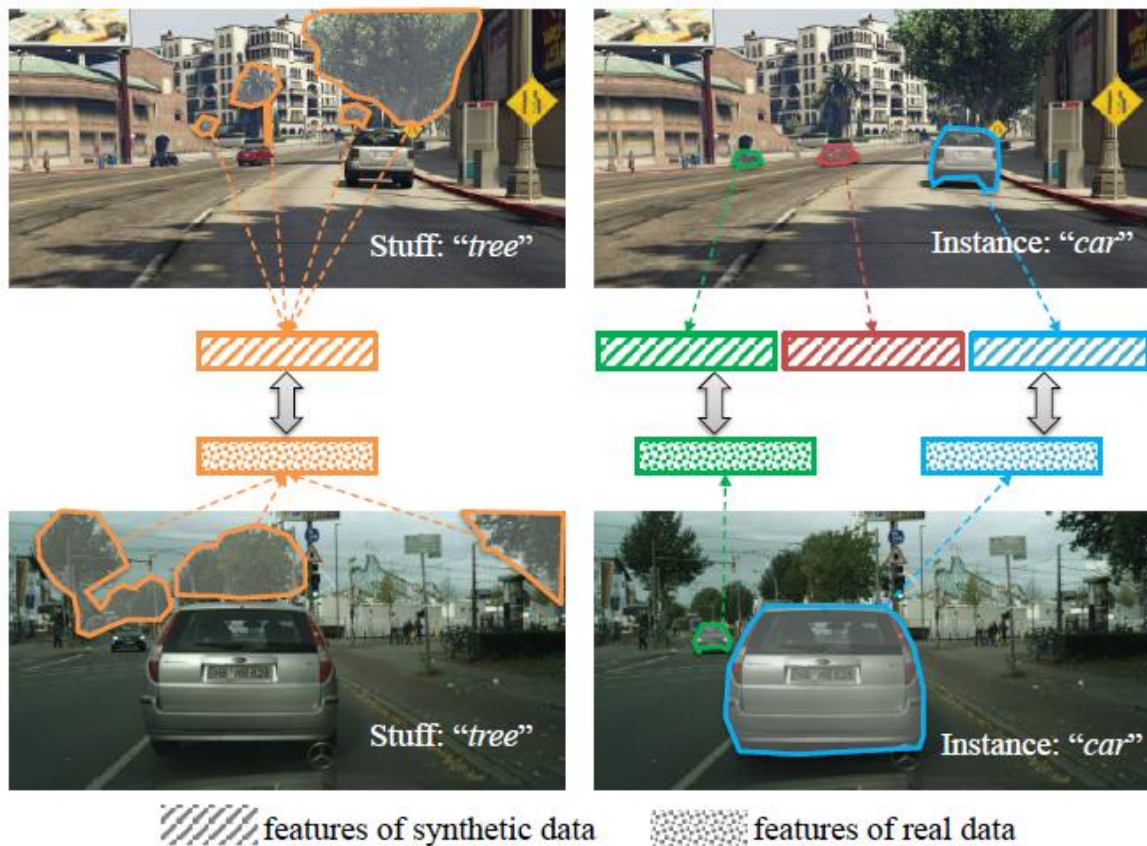 Stuff: “tree”
Instance: “car”
Stuff: “tree”
Instance: “car”
features of synthetic data
features of real data